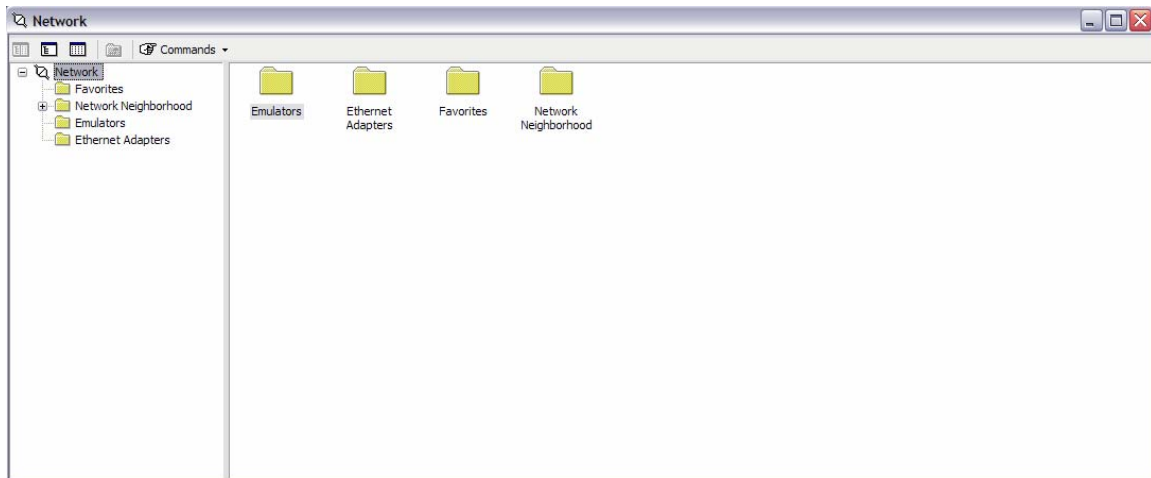 Network
Commands
Network
Favorites
Network Neighborhood
Emulators
Ethernet Adapters
Emulators
Ethernet
Adapters
Favorites
Network
Neighborhood